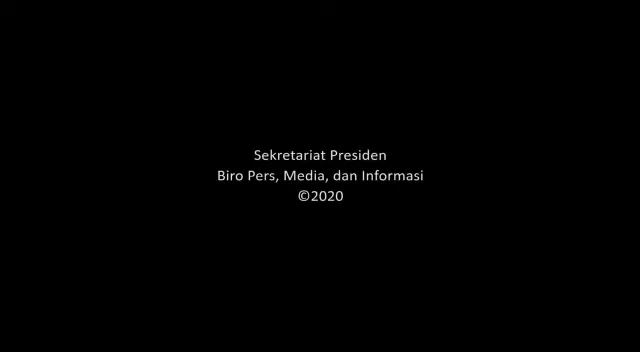 Sekretariat Presiden
Biro Pers, Media, dan Informasi
©2020